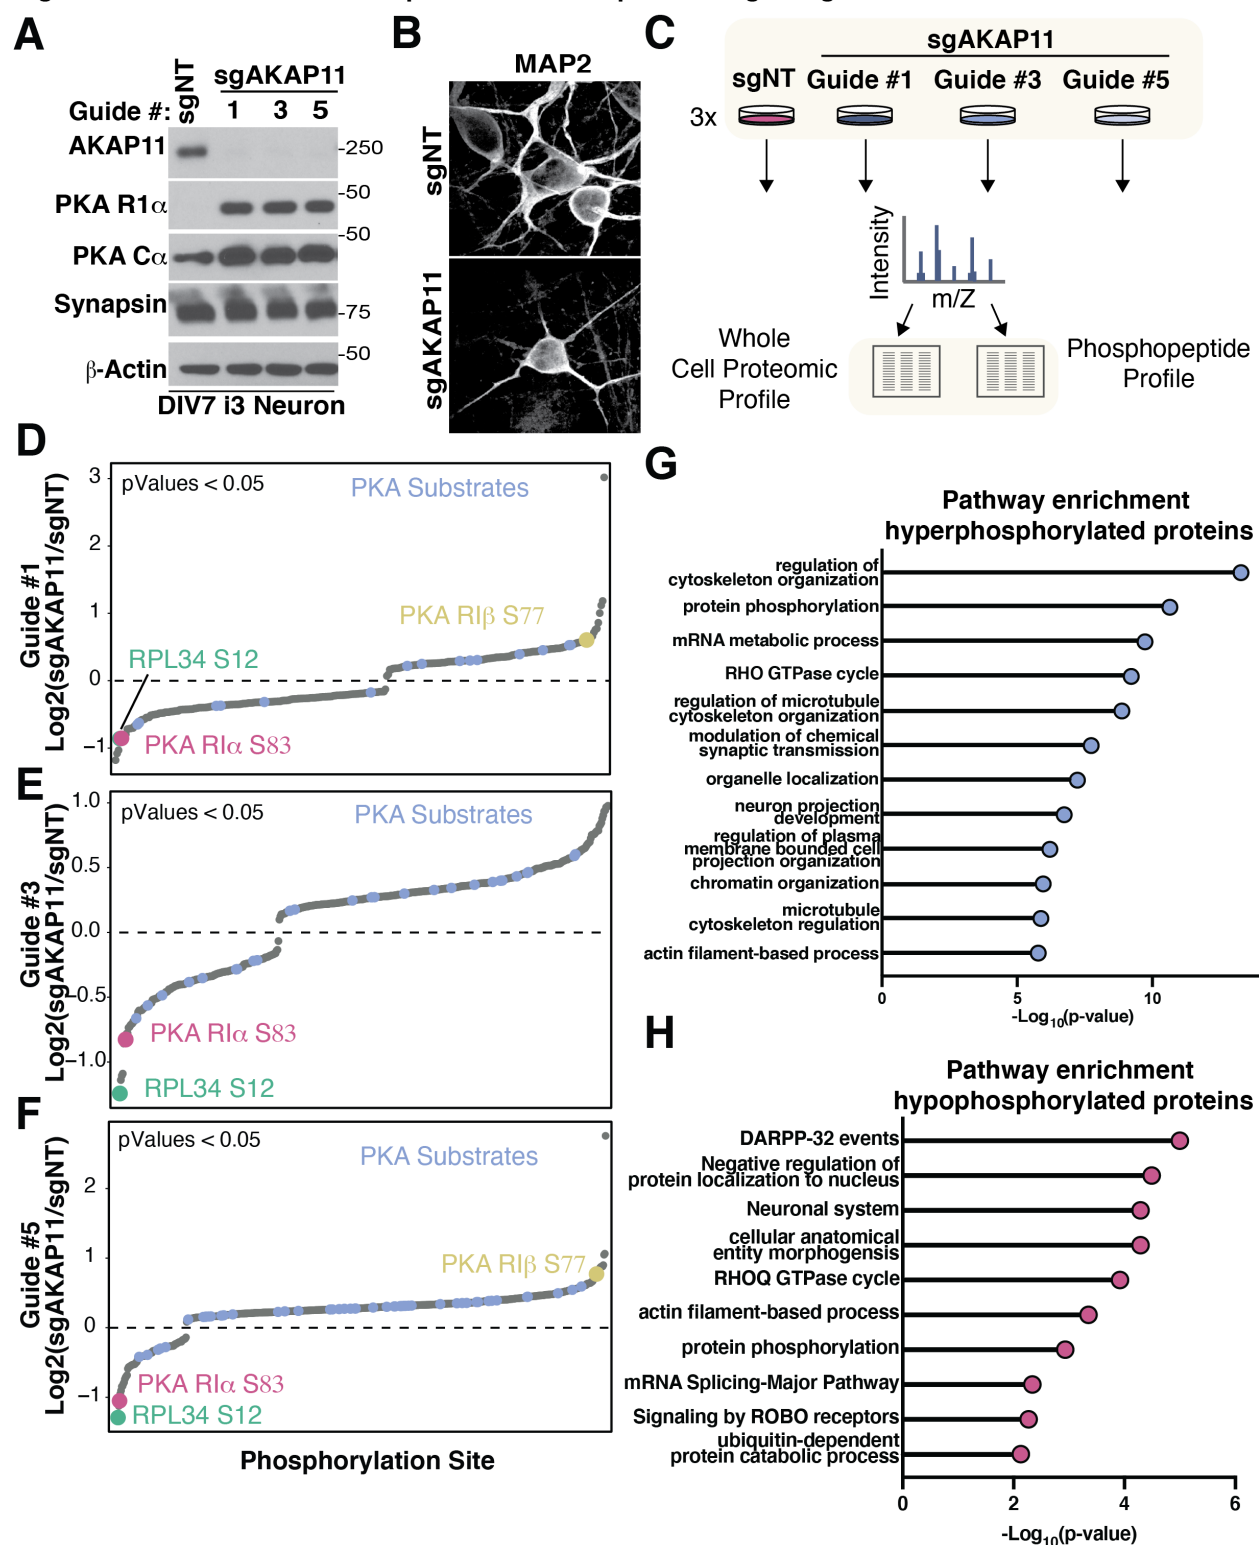 A
sgNT
sgAKAP11
Guide #:
1
3
5
AKAP11
-250
PKA R1α
-50
PKA Cα
-50
Synapsin
-75
β-Actin
-50
DIV7 i3 Neuron
B
MAP2
sgNT
sgAKAP11
C
sgAKAP11
sgNT
Guide #1
Guide #3
Guide #5
3x
Intensity
m/Z
Whole
Cell Proteomic
Profile
Phosphopeptide
Profile
D
Guide #1
Log2(sgAKAP11/sgNT)
3
2
1
0
−1
pValues < 0.05
PKA Substrates
PKA RIβ S77
RPL34 S12
PKA RIα S83
E
Guide #3
Log2(sgAKAP11/sgNT)
1.0
0.5
0.0
−0.5
−1.0
pValues < 0.05
PKA Substrates
PKA RIα S83
RPL34 S12
F
Guide #5
Log2(sgAKAP11/sgNT)
2
1
0
−1
pValues < 0.05
PKA Substrates
PKA RIβ S77
PKA RIα S83
RPL34 S12
Phosphorylation Site
G
Pathway enrichment
hyperphosphorylated proteins
regulation of
cytoskeleton organization
protein phosphorylation
mRNA metabolic process
RHO GTPase cycle
regulation of microtubule
cytoskeleton organization
modulation of chemical
synaptic transmission
organelle localization
neuron projection
development
regulation of plasma
membrane bounded cell
projection organization
chromatin organization
microtubule
cytoskeleton regulation
actin filament-based process
0
5
10
-Log10(p-value)
H
Pathway enrichment
hypophosphorylated proteins
DARPP-32 events
Negative regulation of
protein localization to nucleus
Neuronal system
cellular anatomical
entity morphogensis
RHOQ GTPase cycle
actin filament-based process
protein phosphorylation
mRNA Splicing-Major Pathway
Signaling by ROBO receptors
ubiquitin-dependent
protein catabolic process
0
2
4
6
-Log10(p-value)